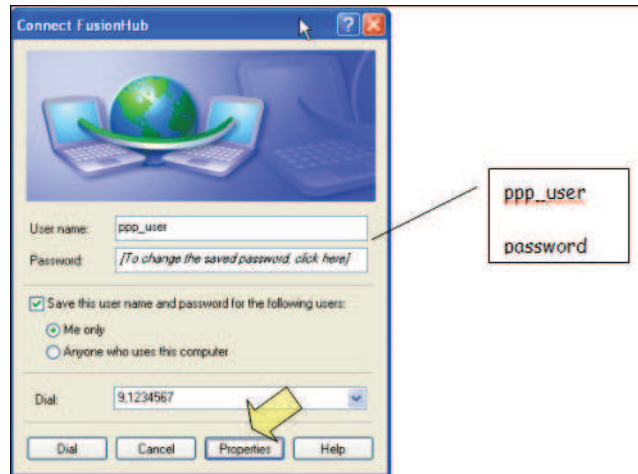 Connect FusionHub
User name: ppp_user
Password: [To change the saved password, click here]
ppp_user
password
Save this user name and password for the following users:
Me only
Anyone who uses this computer
Dial: 9,1234567
Dial Cancel Properties Help